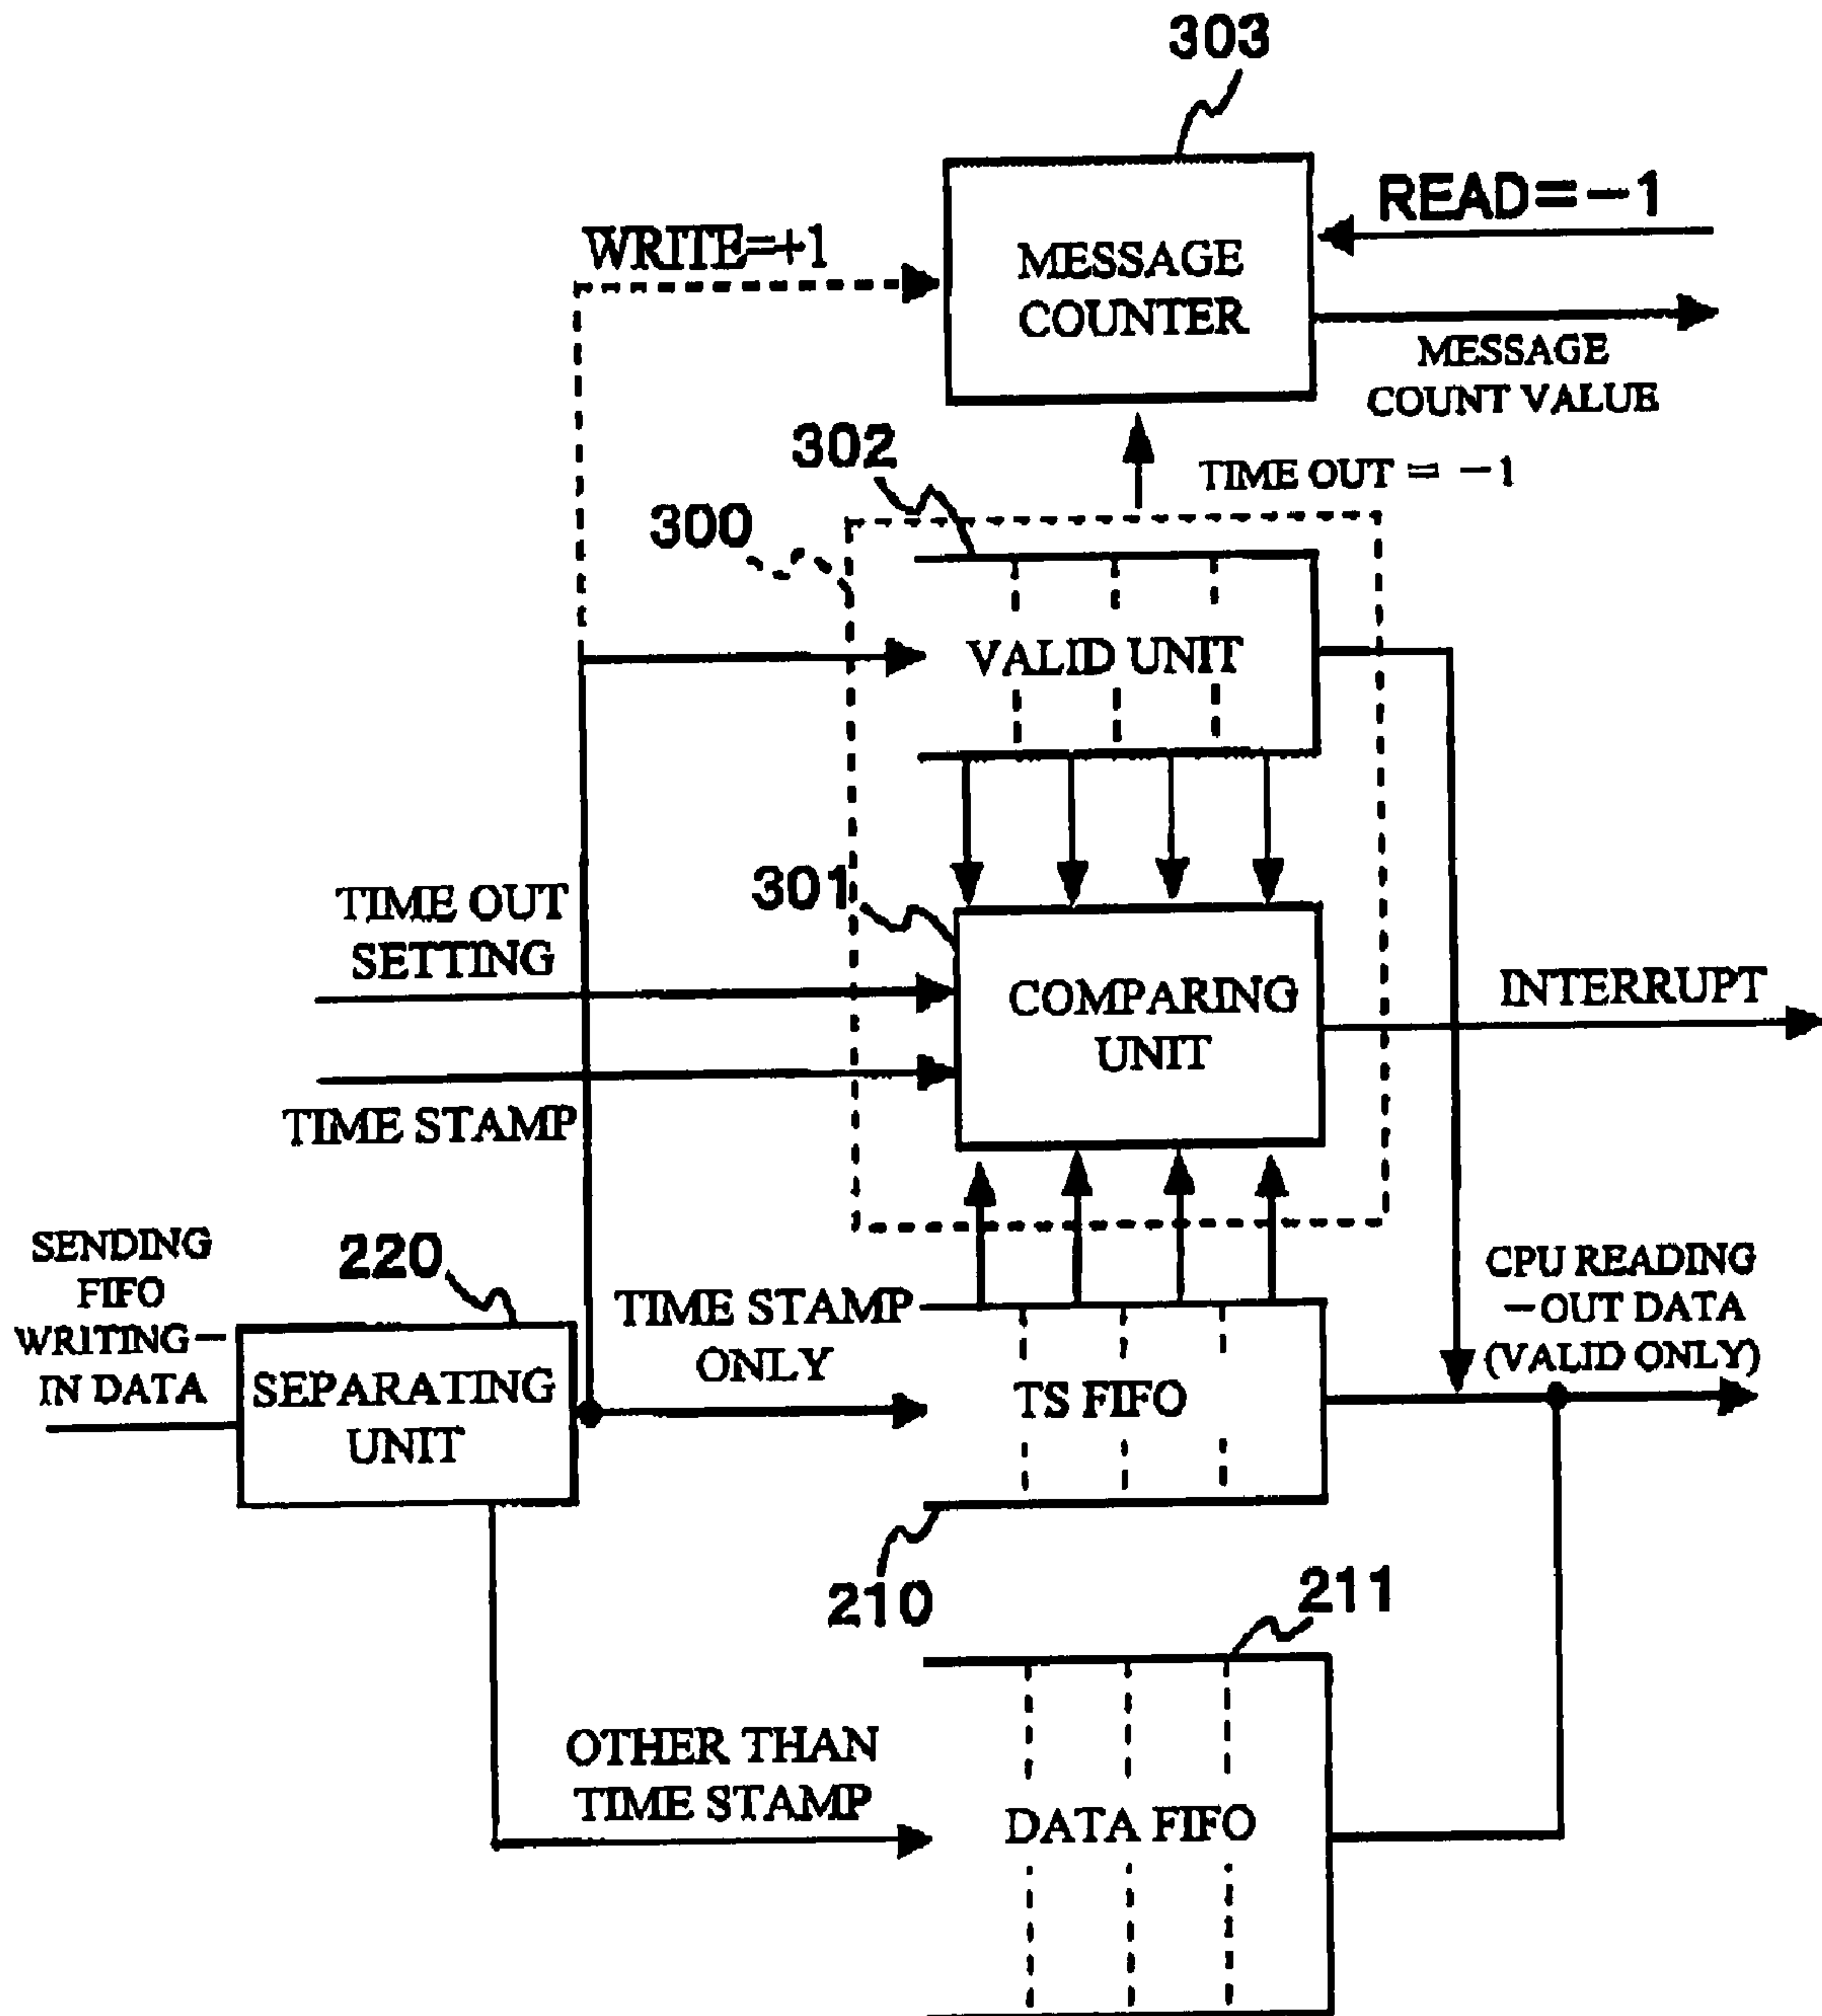 303
READ=−1
WRITE=+1
MESSAGE
COUNTER
MESSAGE
COUNT VALUE
302
TIME OUT = −1
300
VALID UNIT
301
TIME OUT
SETTING
COMPARING
UNIT
INTERRUPT
TIME STAMP
SENDING
FIFO
WRITING−
IN DATA
220
SEPARATING
UNIT
TIME STAMP
ONLY
TS FIFO
CPU READING
−OUT DATA
(VALID ONLY)
210
211
OTHER THAN
TIME STAMP
DATA FIFO